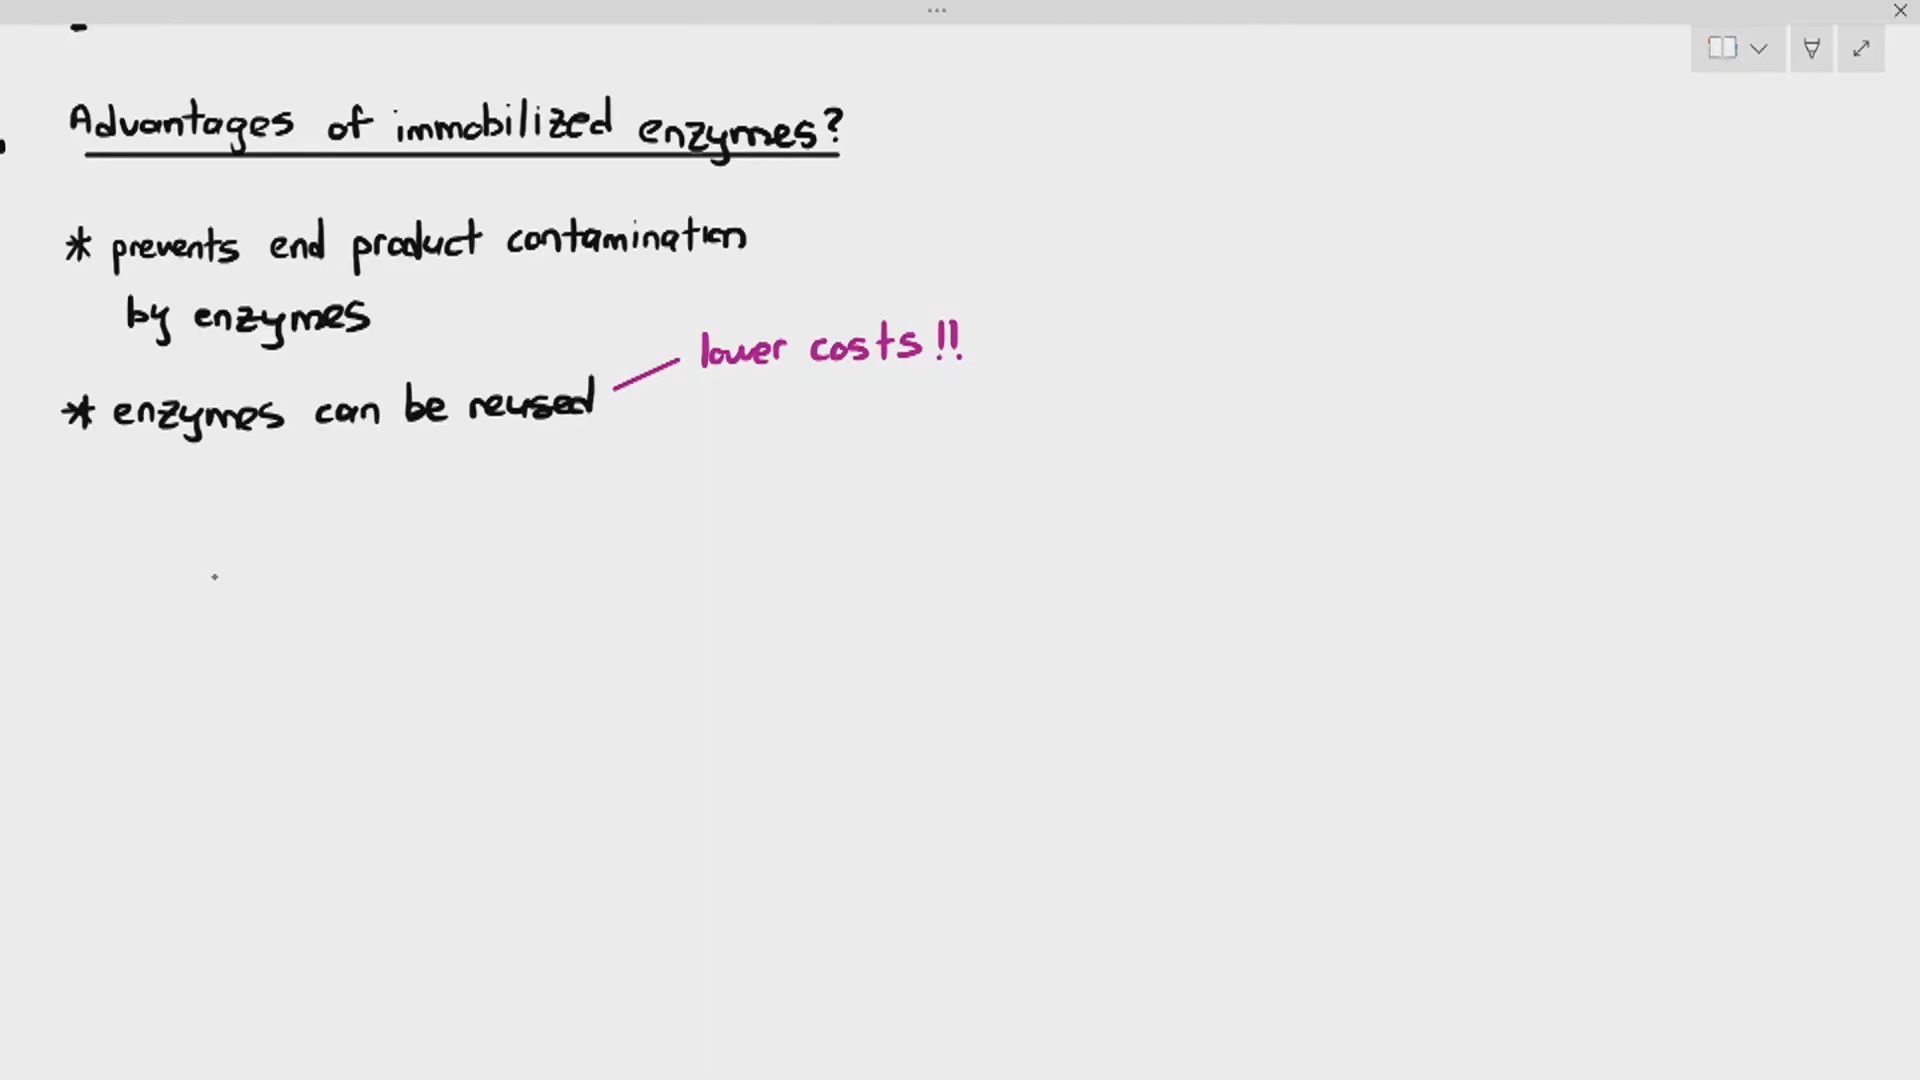 Advantages of immobilized enzymes?
* prevents end product contamination
by enzymes
lower costs!!
* enzymes can be reused